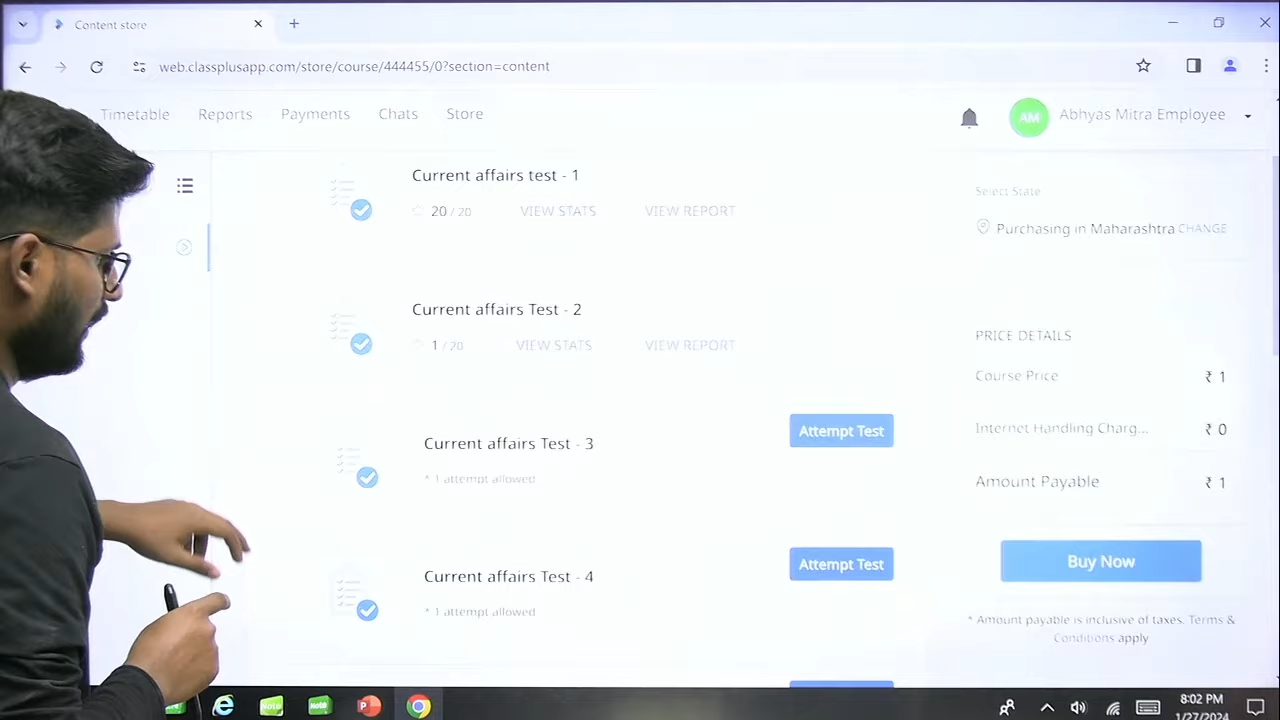 Content store
web.classplusapp.com/store/course/444455/0?section=content
Timetable Reports Payments Chats Store
AM Abhyas Mitra Employee
Current affairs test - 1
20 / 20 VIEW STATS VIEW REPORT
Current affairs Test - 2
1 / 20 VIEW STATS VIEW REPORT
Current affairs Test - 3
* 1 attempt allowed
Attempt Test
Current affairs Test - 4
* 1 attempt allowed
Attempt Test
Select State
Purchasing in Maharashtra CHANGE
PRICE DETAILS
Course Price ₹ 1
Internet Handling Charg... ₹ 0
Amount Payable ₹ 1
Buy Now
* Amount payable is inclusive of taxes. Terms &
Conditions apply
8:02 PM
1/27/2024